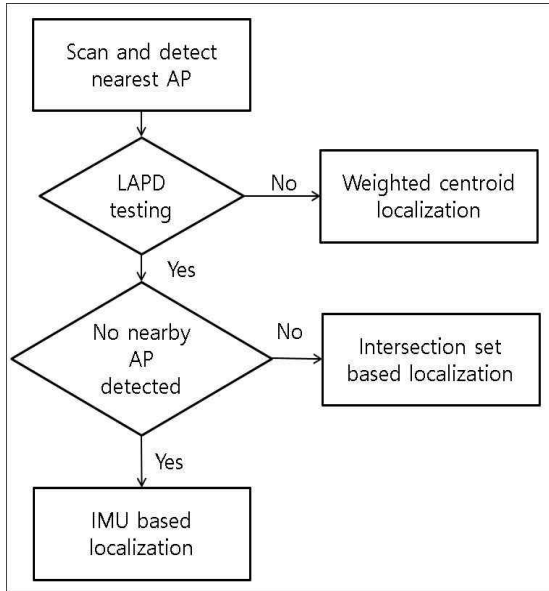 Scan and detect
nearest AP
LAPD
testing
No
Weighted centroid
localization
Yes
No nearby
AP
detected
No
Intersection set
based localization
Yes
IMU based
localization